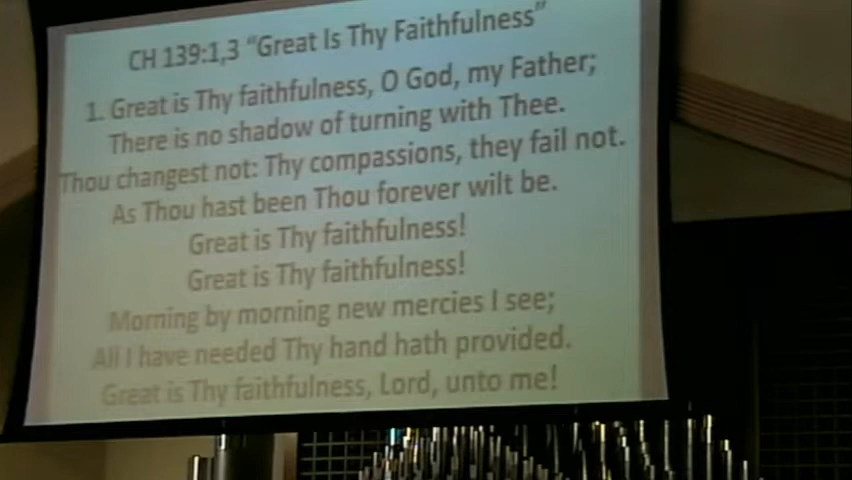 CH 139:1,3 “Great Is Thy Faithfulness”
1. Great is Thy faithfulness, O God, my Father;
There is no shadow of turning with Thee.
Thou changest not: Thy compassions, they fail not.
As Thou hast been Thou forever wilt be.
Great is Thy faithfulness!
Great is Thy faithfulness!
Morning by morning new mercies I see;
All I have needed Thy hand hath provided.
Great is Thy faithfulness, Lord, unto me!